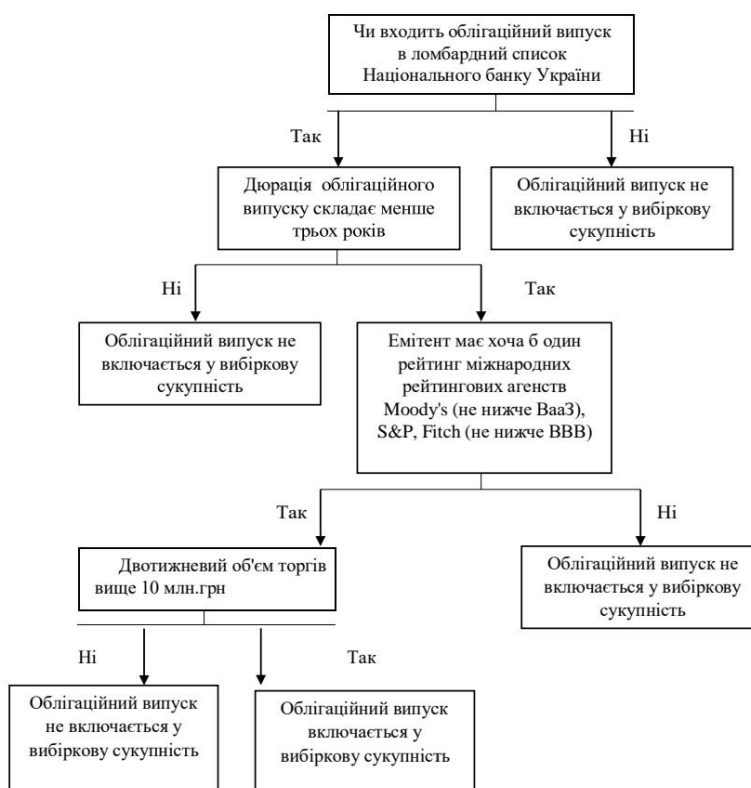 Чи входить облігаційний випуск
в ломбардний список
Національного банку України
Так
Ні
Дюрація облігаційного
випуску складає менше
трьох років
Облігаційний випуск не
включається у вибіркову
сукупність
Ні
Так
Облігаційний випуск не
включається у вибіркову
сукупність
Емітент має хоча б один
рейтинг міжнародних
рейтингових агенств
Moody's (не нижче Ваа3),
S&P, Fitch (не нижче BBB)
Так
Ні
Двотижневий об'єм торгів
вище 10 млн.грн
Облігаційний випуск не
включається у вибіркову
сукупність
Ні
Так
Облігаційний випуск
не включається у
вибіркову сукупність
Облігаційний випуск
включається у
вибіркову сукупність